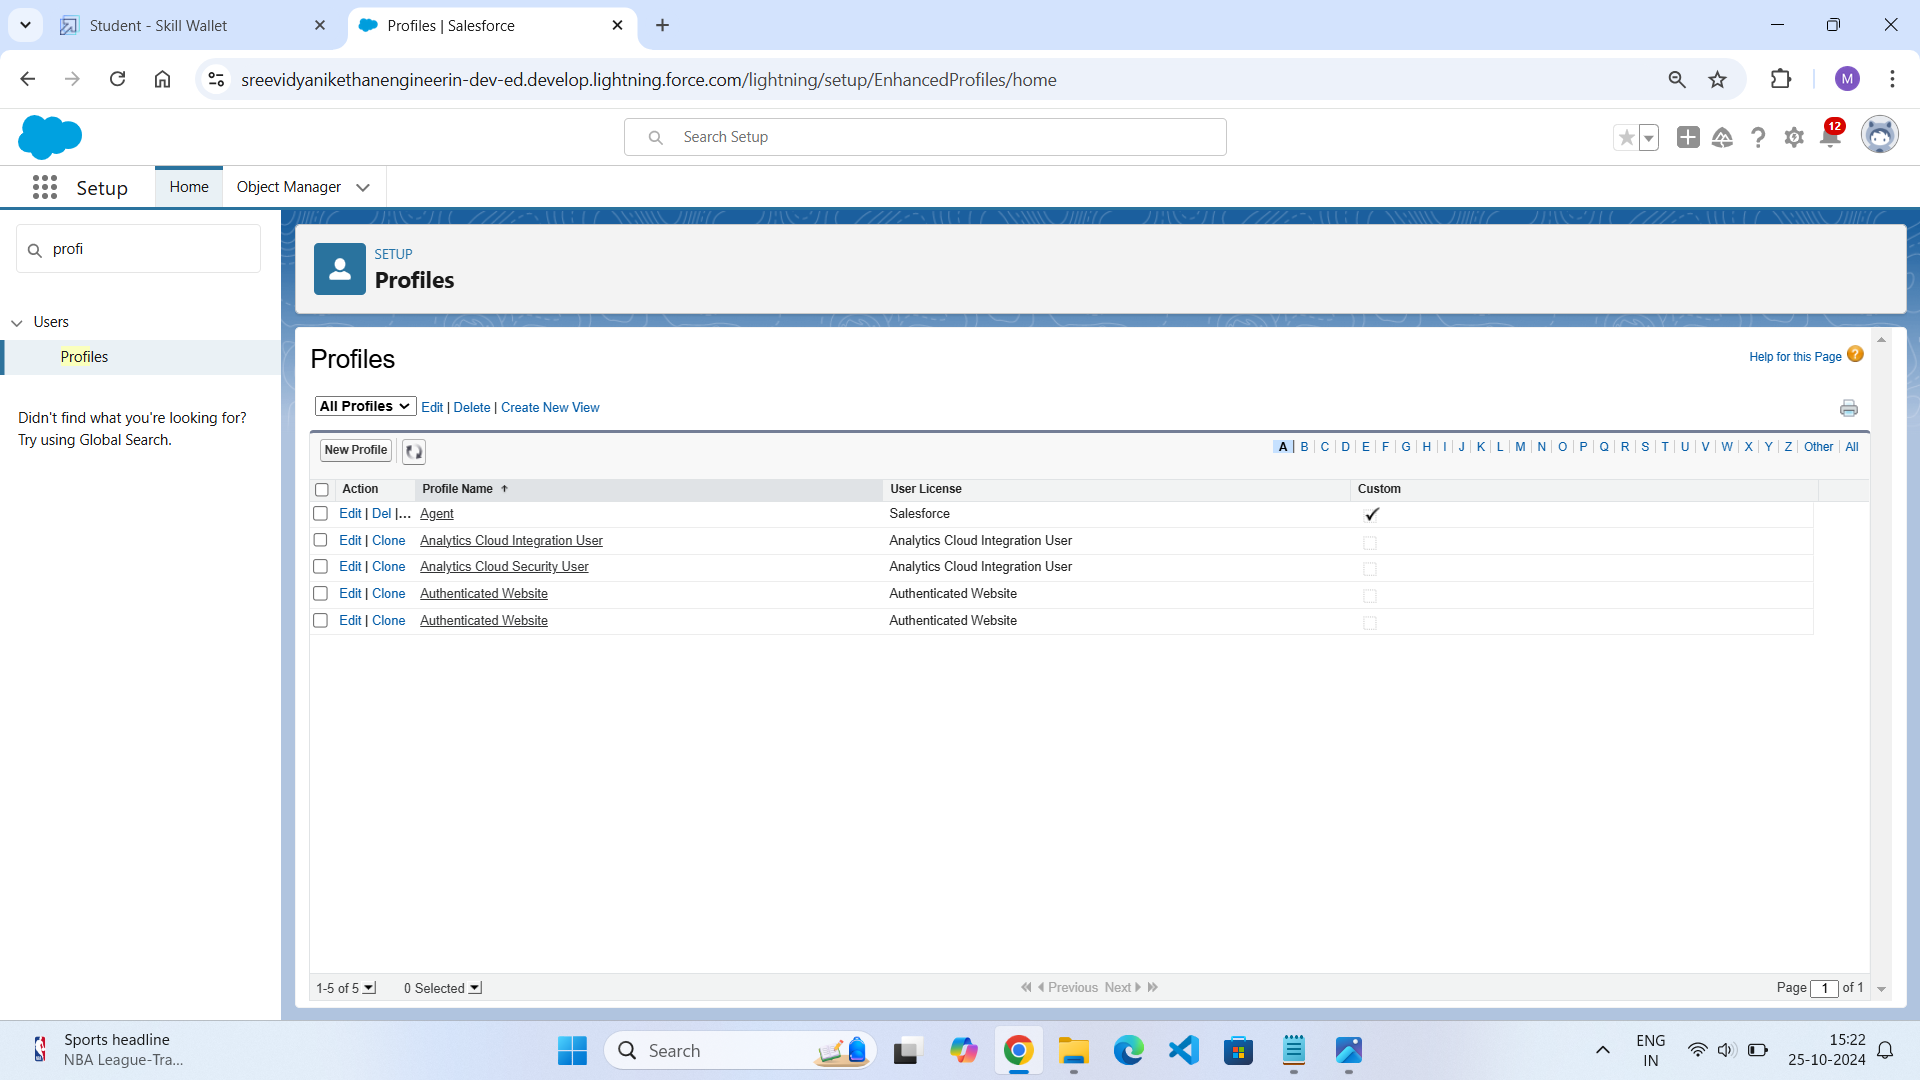 Student - Skill Wallet
Profiles | Salesforce
sreevidyanikethanengineerin-dev-ed.develop.lightning.force.com/lightning/setup/EnhancedProfiles/home
M
Search Setup
12
Setup
Home
Object Manager
profi
Users
Profiles
Didn't find what you're looking for?
Try using Global Search.
SETUP
Profiles
Profiles
Help for this Page ?
All Profiles Edit | Delete | Create New View
New Profile
A | B | C | D | E | F | G | H | I | J | K | L | M | N | O | P | Q | R | S | T | U | V | W | X | Y | Z | Other | All
Action Profile Name User License Custom
Edit | Del |... Agent Salesforce
Edit | Clone Analytics Cloud Integration User Analytics Cloud Integration User
Edit | Clone Analytics Cloud Security User Analytics Cloud Integration User
Edit | Clone Authenticated Website Authenticated Website
Edit | Clone Authenticated Website Authenticated Website
1-5 of 5 0 Selected Previous Next Page 1 of 1
Sports headline
NBA League-Tra...
Search
ENG
IN
15:22
25-10-2024